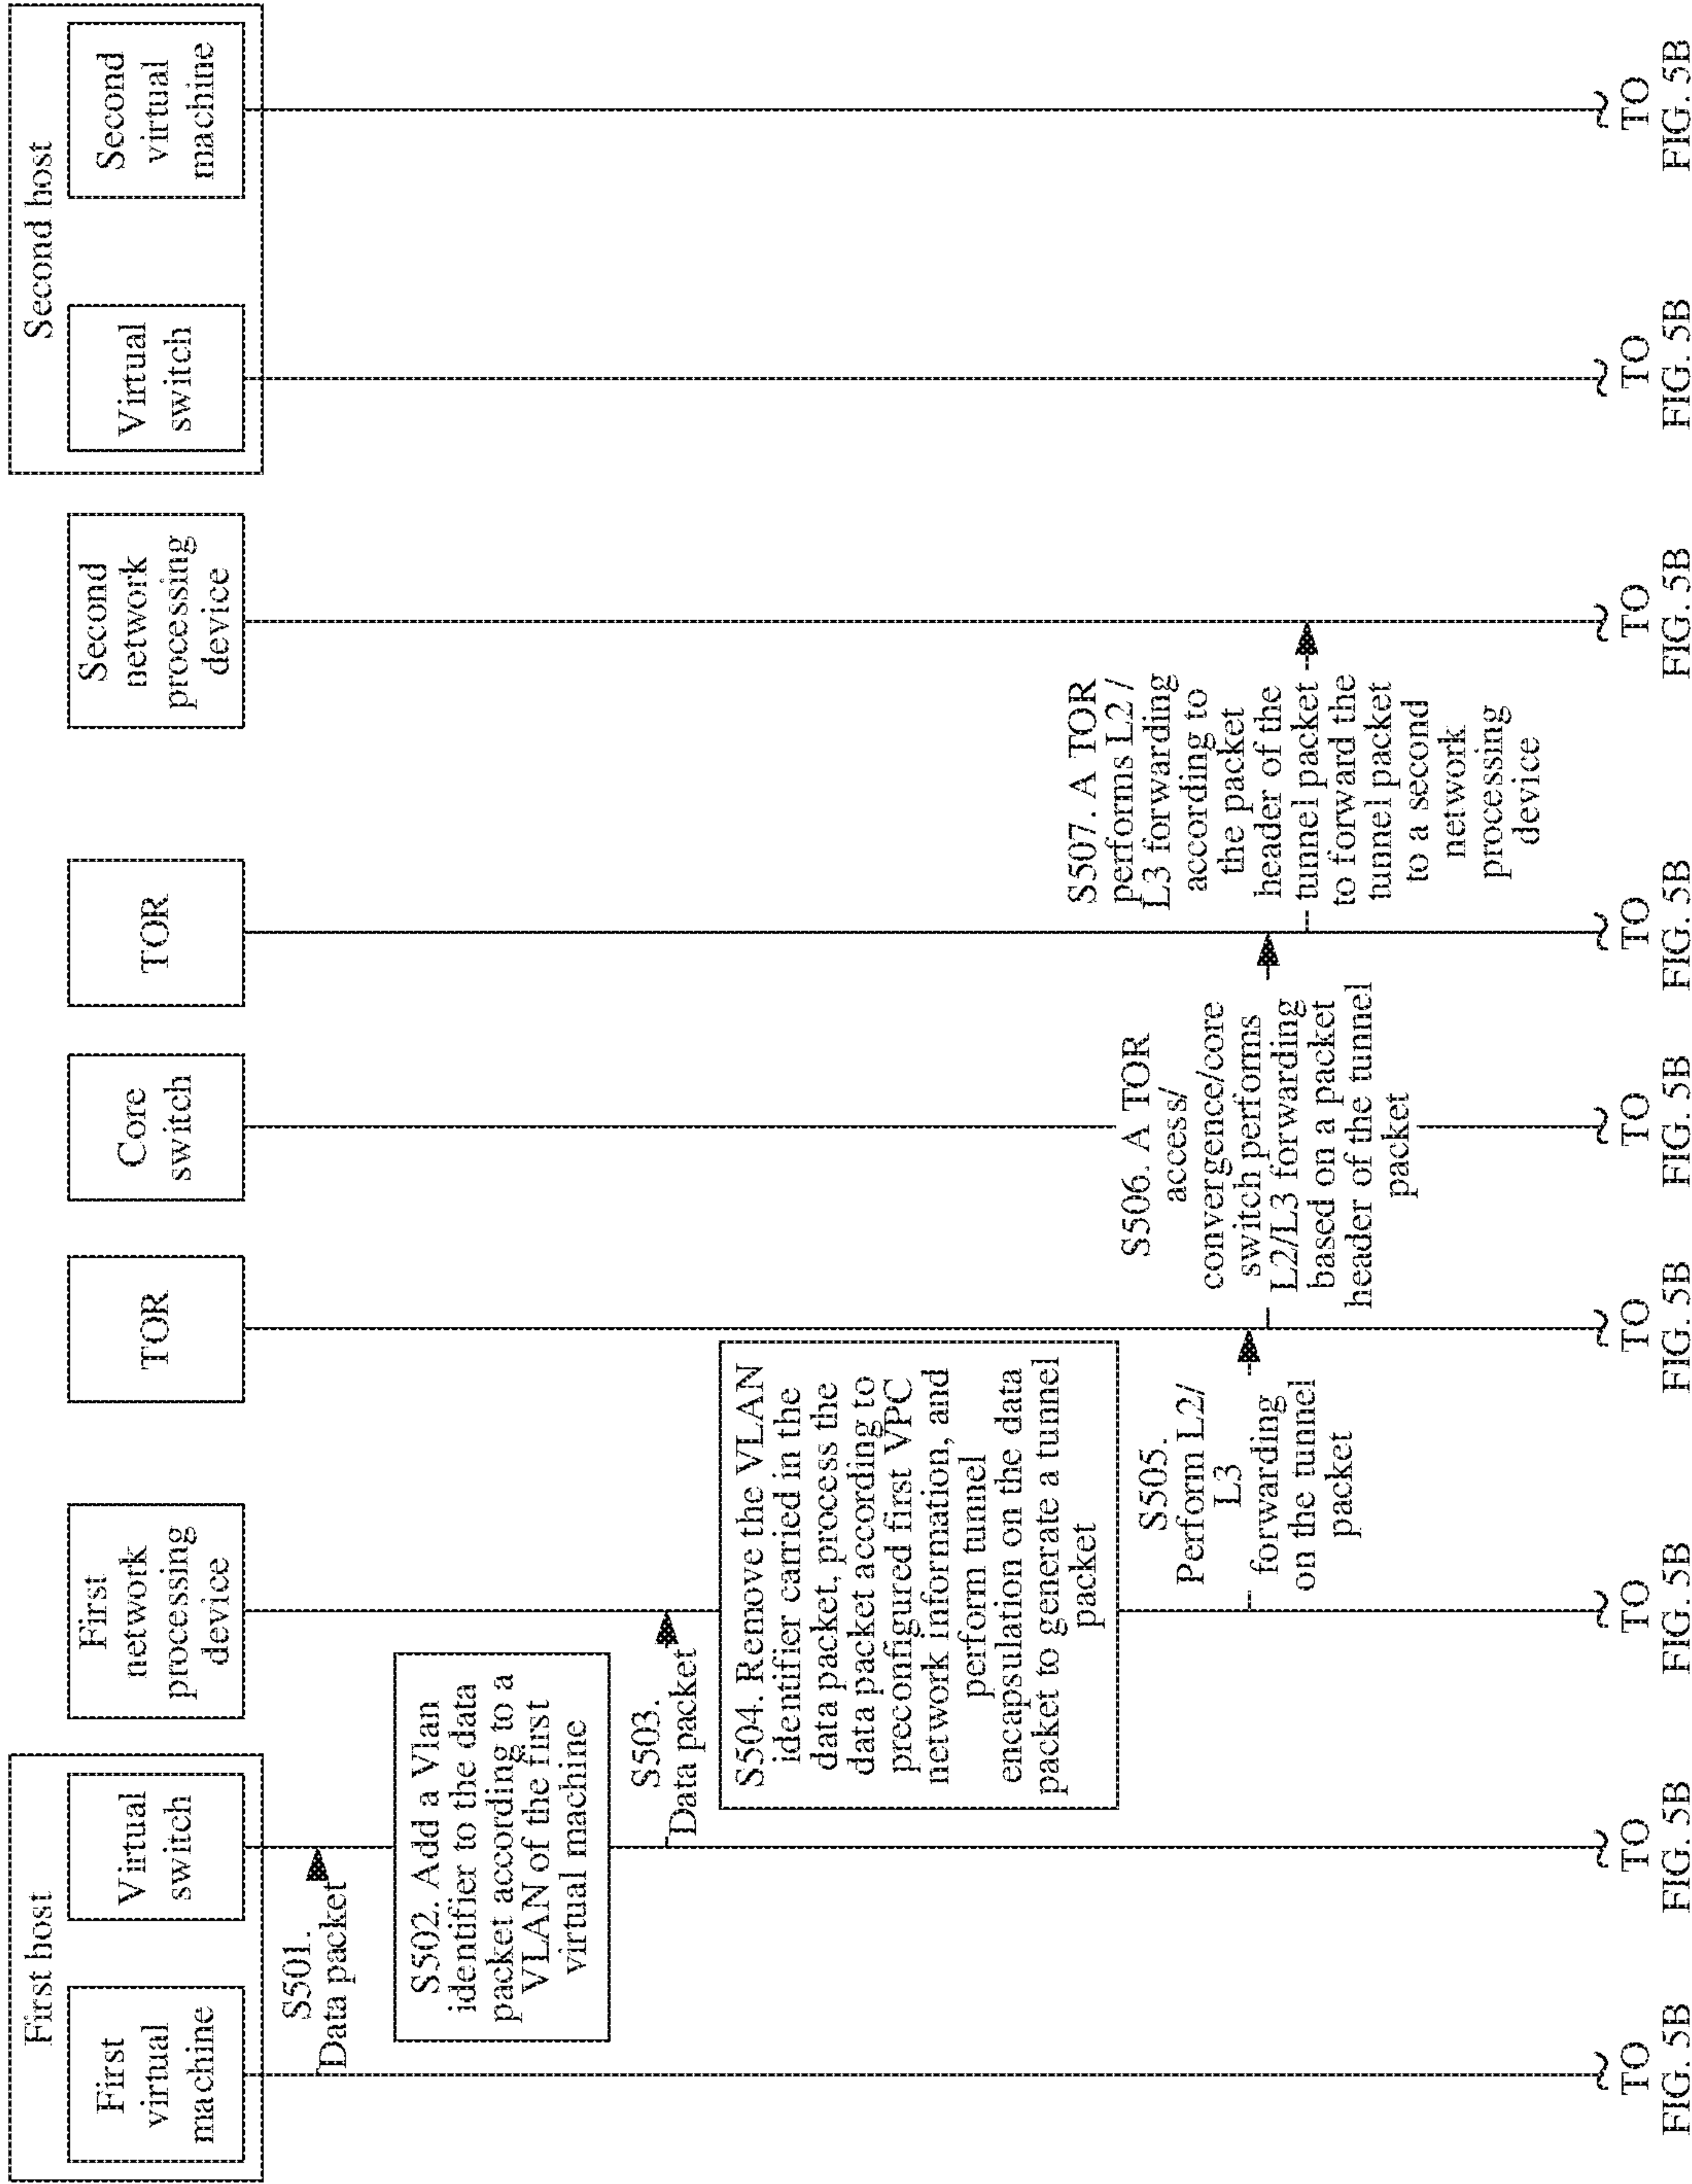 First host
First
virtual
machine
Virtual
switch
First
network
processing
device
TOR
Core
switch
TOR
Second
network
processing
device
Second host
Virtual
switch
Second
virtual
machine
S501.
Data packet
S502. Add a Vlan
identifier to the data
packet according to a
VLAN of the first
virtual machine
S503.
Data packet
S504. Remove the VLAN
identifier carried in the
data packet, process the
data packet according to
preconfigured first VPC
network information, and
perform tunnel
encapsulation on the data
packet to generate a tunnel
packet
S505.
Perform L2/
L3
forwarding
on the tunnel
packet
S506. A TOR
access/
convergence/core
switch performs
L2/L3 forwarding
based on a packet
header of the tunnel
packet
S507. A TOR
performs L2 /
L3 forwarding
according to
the packet
header of the
tunnel packet
to forward the
tunnel packet
to a second
network
processing
device
TO
FIG. 5B
TO
FIG. 5B
TO
FIG. 5B
TO
FIG. 5B
TO
FIG. 5B
TO
FIG. 5B
TO
FIG. 5B
TO
FIG. 5B
TO
FIG. 5B